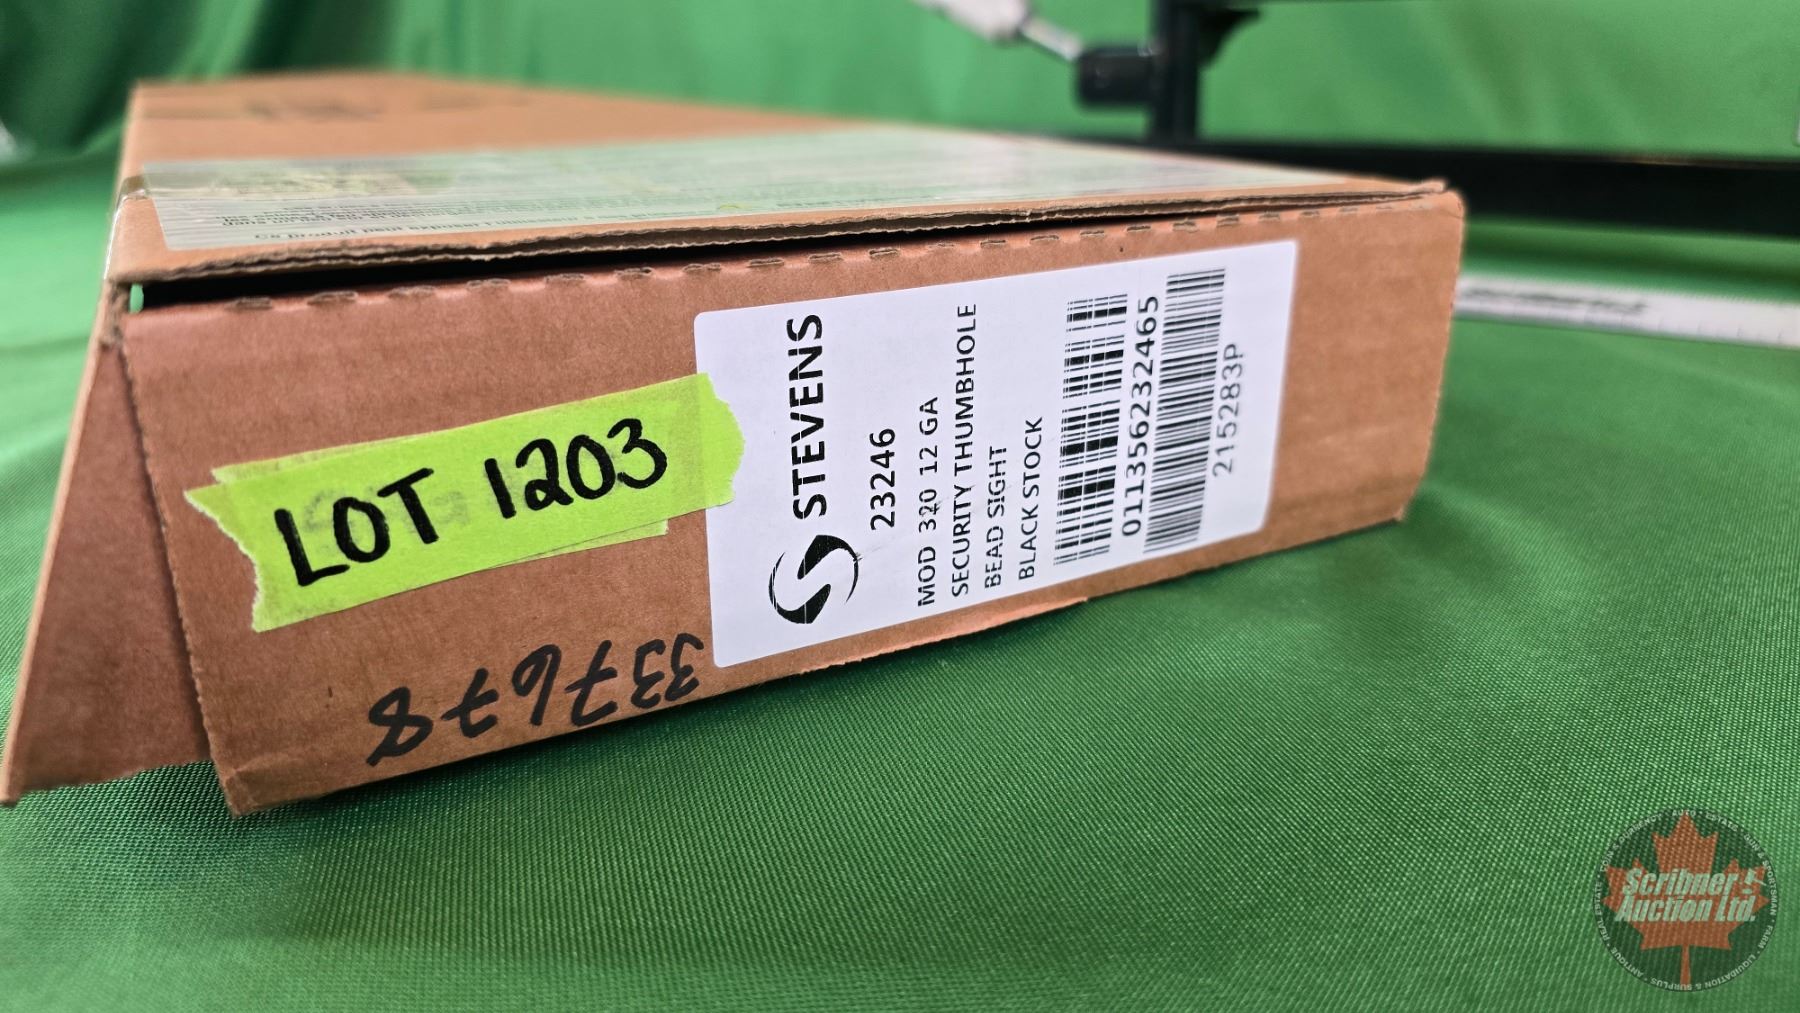 LOT 1203
STEVENS
23246
MOD 320 12 GA
SECURITY THUMBHOLE
BEAD SIGHT
BLACK STOCK
011356232465
215283P
337678
Scribner
Auction Ltd.